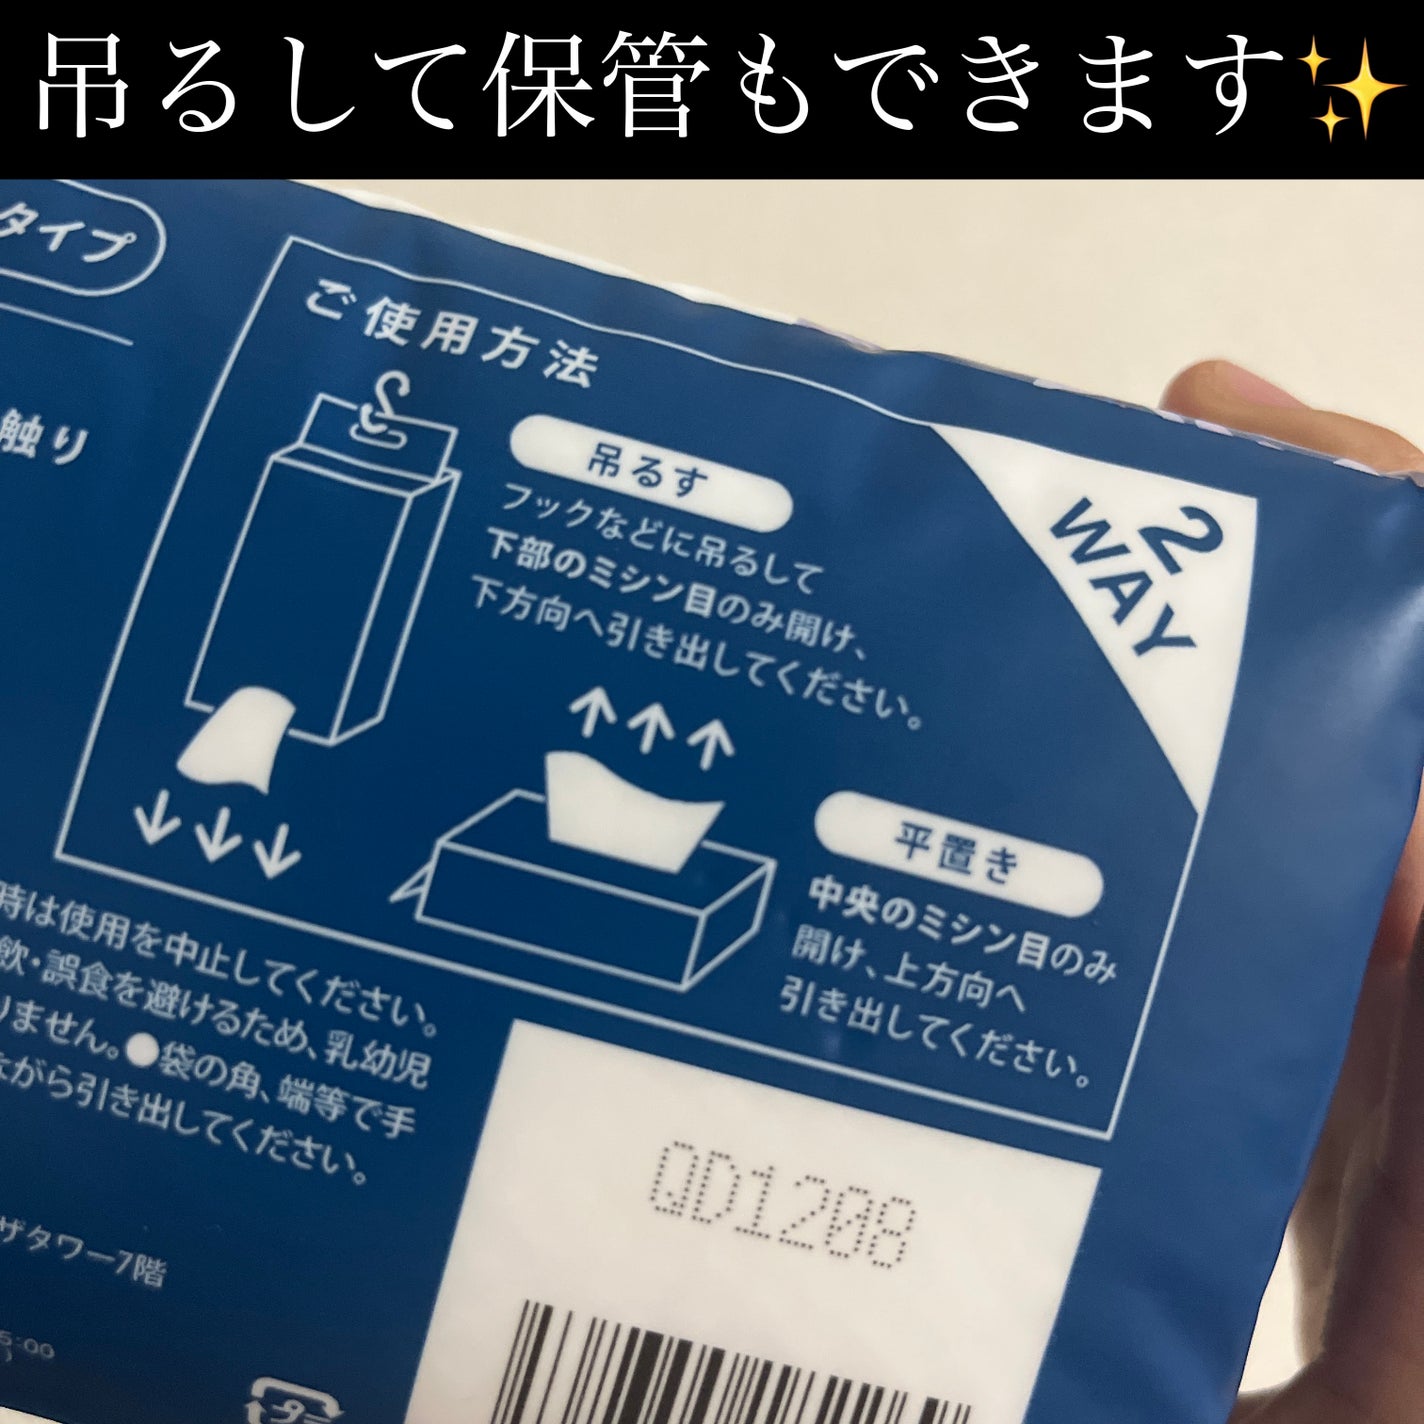 吊るして保管もできます✨
タイプ
触り
ご使用方法
吊るす
フックなどに吊るして
下部のミシン目のみ開け、
下方向へ引き出してください。
2
WAY
平置き
中央のミシン目のみ
開け、上方向へ
引き出してください。
時は使用を中止してください。
飲・誤食を避けるため、乳幼児
りません。●袋の角、端等で手
ながら引き出してください。
ザタワー7階
5:00
QD1208
プラ